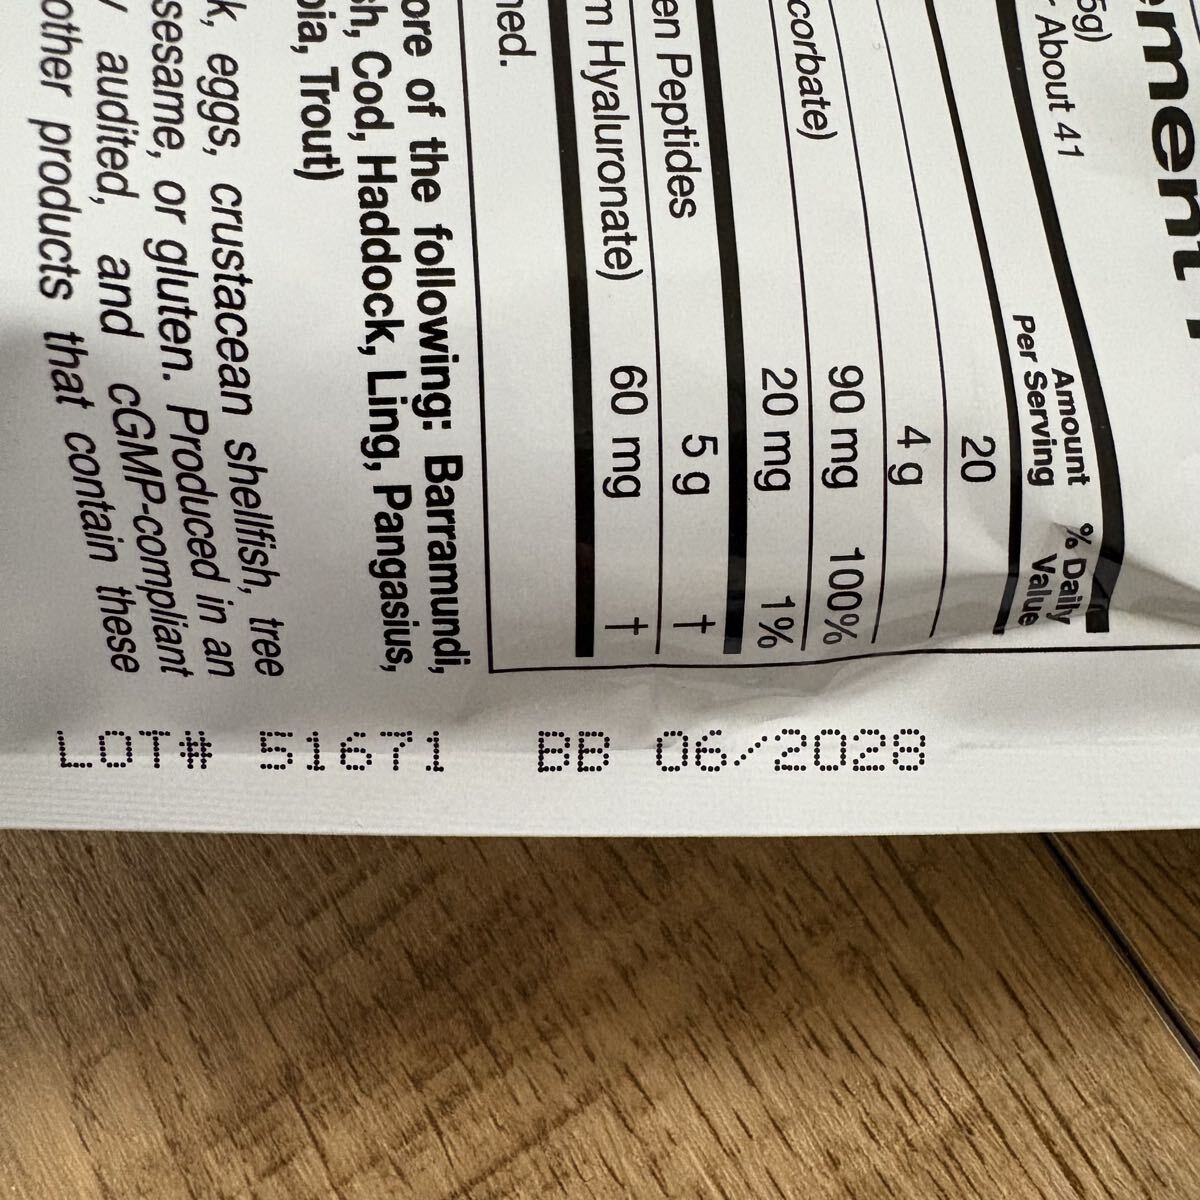 ement
5g)
About 41
Amount
Per Serving
% Daily
Value
20
4 g
90 mg 100%
corbate) 20 mg 1%
en Peptides 5 g †
m Hyaluronate) 60 mg †
ned.
ore of the following: Barramundi,
sh, Cod, Haddock, Ling, Pangasius,
pia, Trout)
k, eggs, crustacean shellfish, tree
sesame, or gluten. Produced in an
y audited, and cGMP-compliant
other products that contain these
LOT# 51671 BB 06/2028